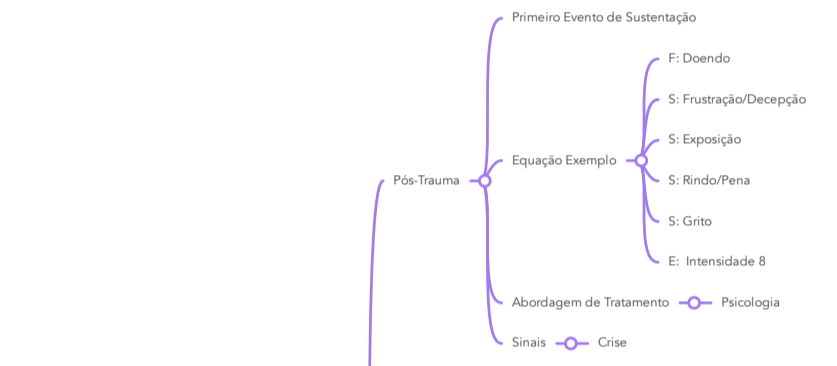 Primeiro Evento de Sustentação
F: Doendo
S: Frustração/Decepção
S: Exposição
Equação Exemplo
Pós-Trauma
S: Rindo/Pena
S: Grito
E: Intensidade 8
Abordagem de Tratamento
Psicologia
Sinais
Crise